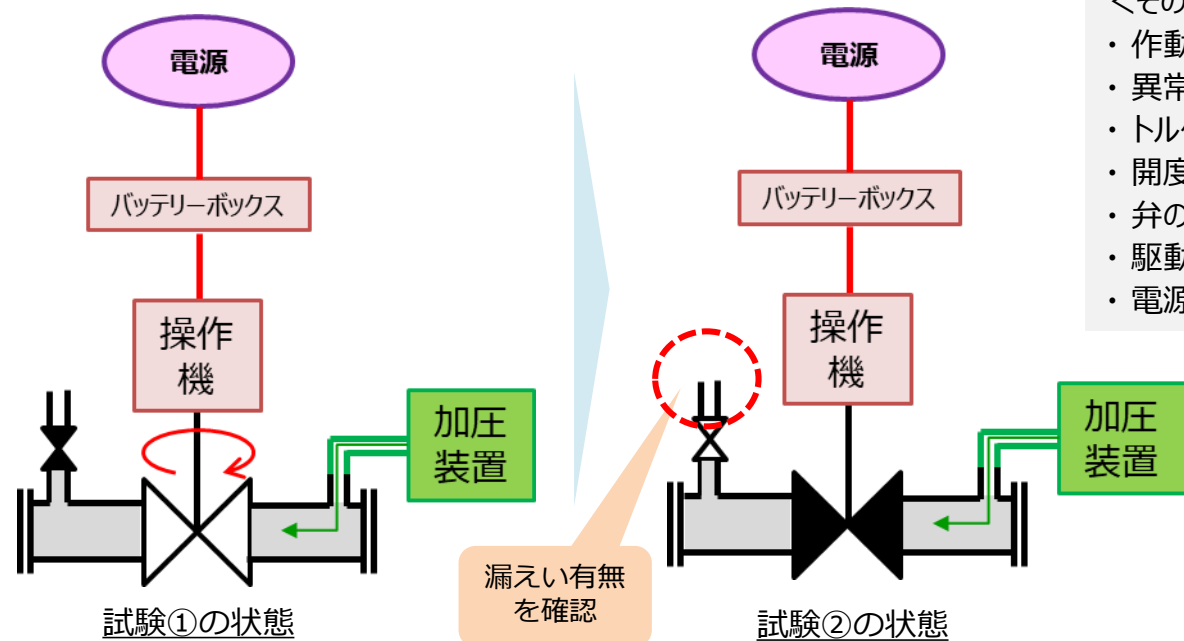 電源
バッテリーボックス
操作
機
加圧
装置
試験①の状態
電源
バッテリーボックス
操作
機
加圧
装置
漏えい有無
を確認
試験②の状態
・作動
・異常
・トルク
・開度
・弁の
・駆動
・電源